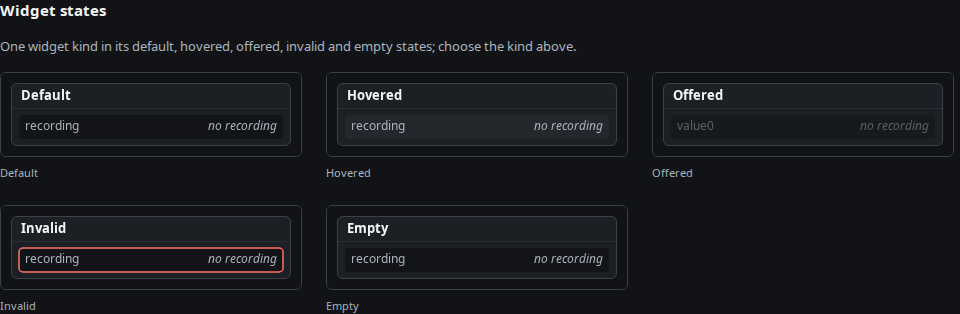 Widget states
One widget kind in its default, hovered, offered, invalid and empty states; choose the kind above.
Default
recording no recording
Default
Hovered
recording no recording
Hovered
Offered
value0 no recording
Offered
Invalid
recording no recording
Invalid
Empty
recording no recording
Empty